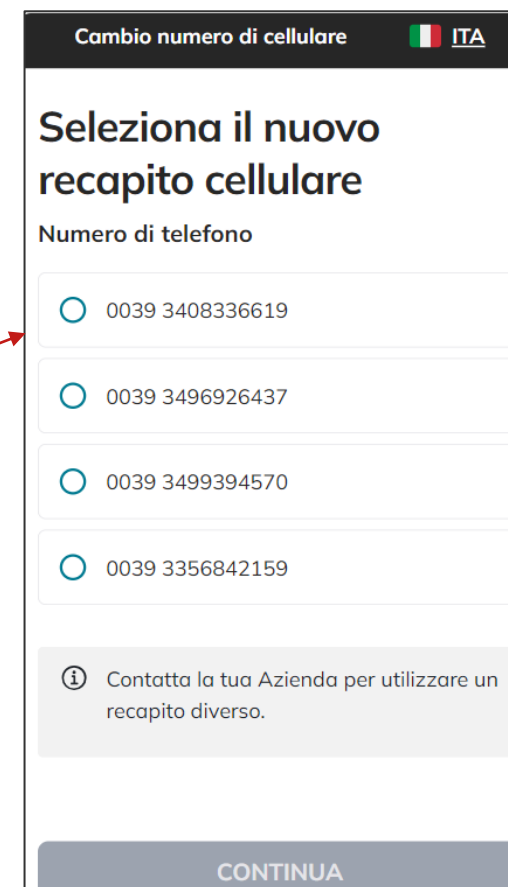 Cambio numero di cellulare ITA
Seleziona il nuovo
recapito cellulare
Numero di telefono
0039 3408336619
0039 3496926437
0039 3499394570
0039 3356842159
Contatta la tua Azienda per utilizzare un
recapito diverso.
CONTINUA